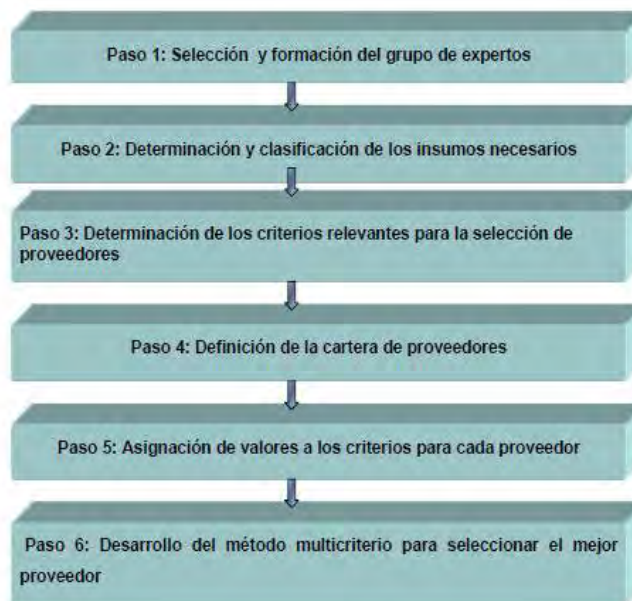 Paso 1: Selección y formación del grupo de expertos
Paso 2: Determinación y clasificación de los insumos necesarios
Paso 3: Determinación de los criterios relevantes para la selección de
proveedores
Paso 4: Definición de la cartera de proveedores
Paso 5: Asignación de valores a los criterios para cada proveedor
Paso 6: Desarrollo del método multicriterio para seleccionar el mejor
proveedor